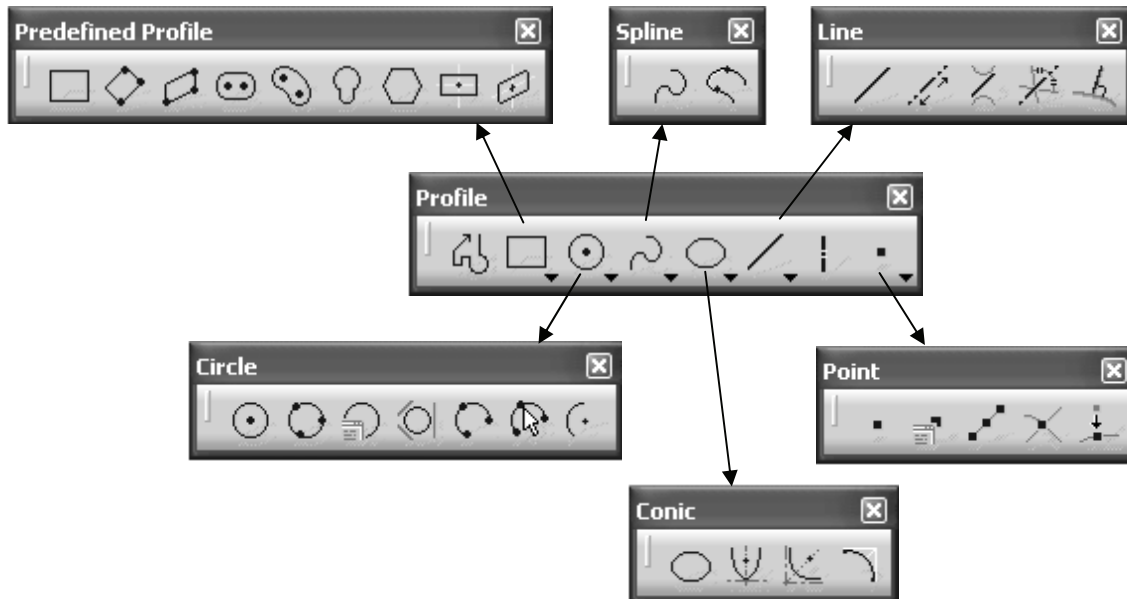 Predefined Profile
Spline
Line
Profile
Circle
Point
Conic